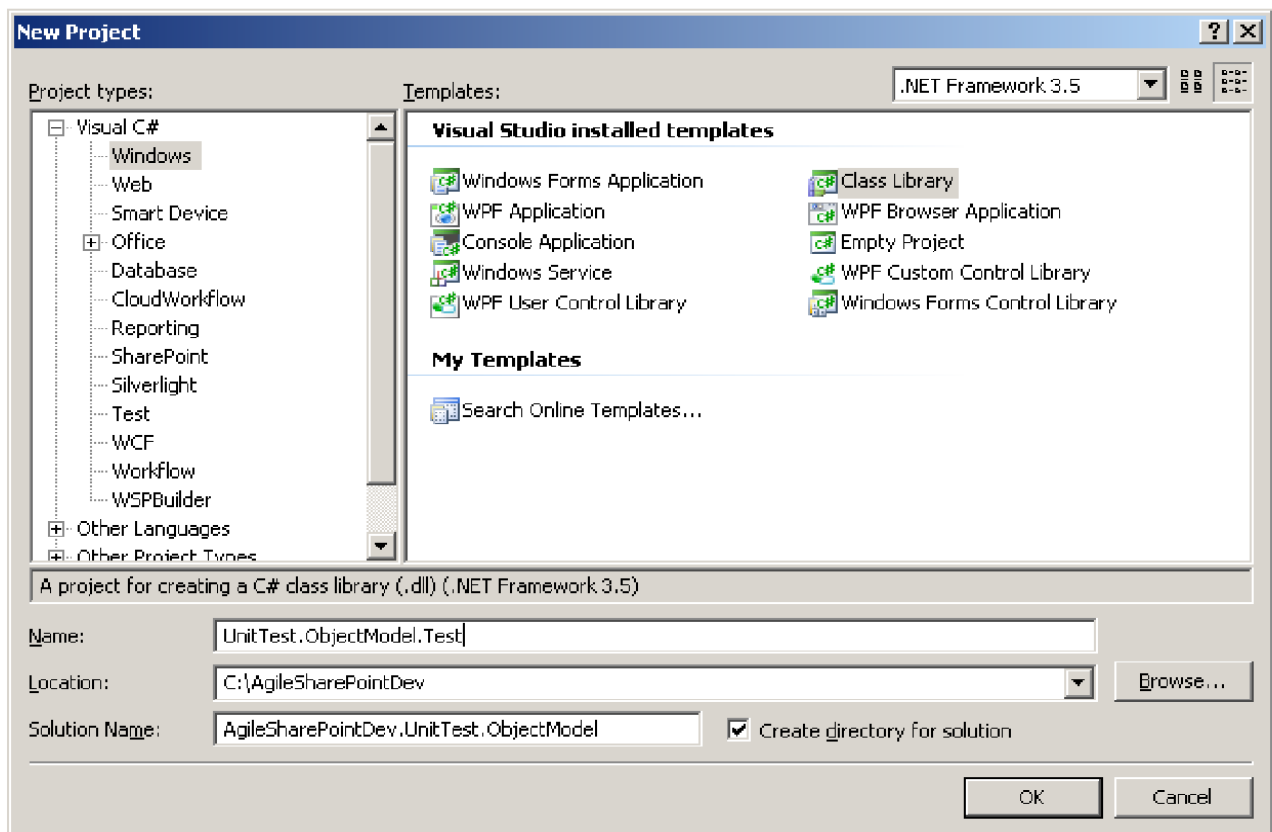 New Project
Project types:
Templates:
.NET Framework 3.5
Visual C#
Windows
Web
Smart Device
Office
Database
CloudWorkflow
Reporting
SharePoint
Silverlight
Test
WCF
Workflow
WSPBuilder
Other Languages
Other Project Types
Visual Studio installed templates
Windows Forms Application
Class Library
WPF Application
WPF Browser Application
Console Application
Empty Project
Windows Service
WPF Custom Control Library
WPF User Control Library
Windows Forms Control Library
My Templates
Search Online Templates...
A project for creating a C# class library (.dll) (.NET Framework 3.5)
Name:
UnitTest.ObjectModel.Test
Location:
C:\AgileSharePointDev
Browse...
Solution Name:
AgileSharePointDev.UnitTest.ObjectModel
Create directory for solution
OK
Cancel